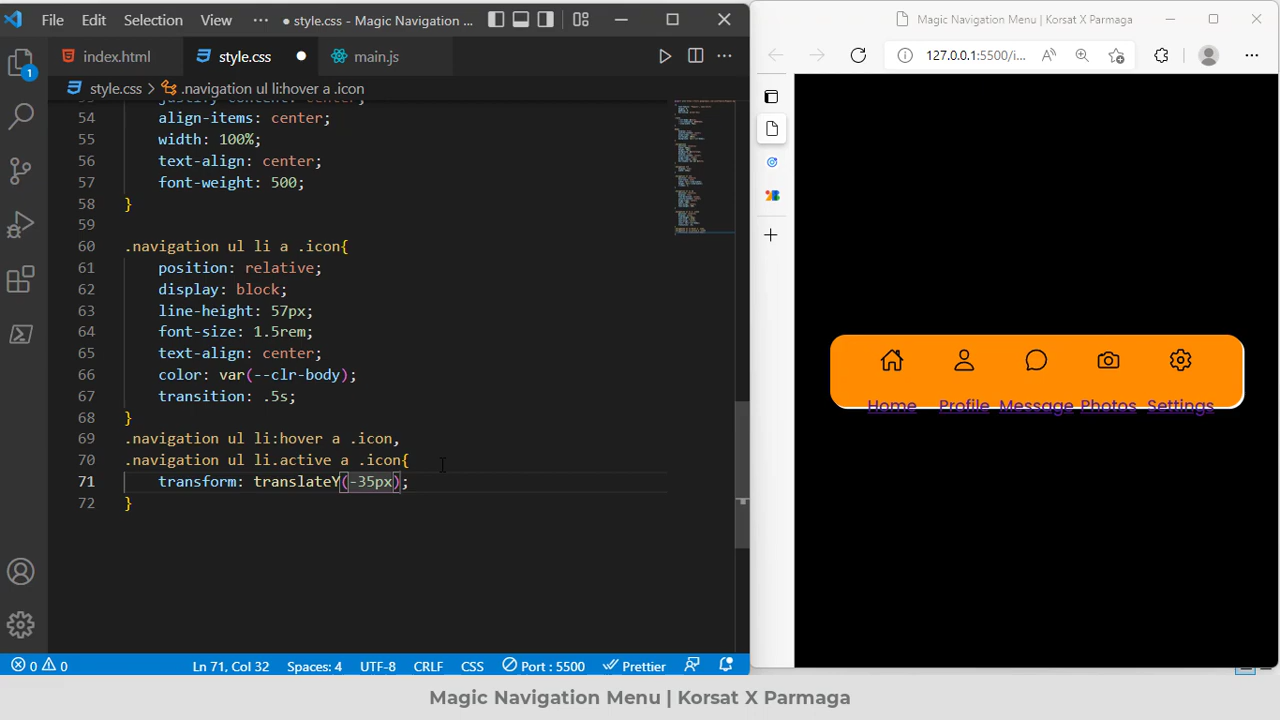 File Edit Selection View ··· ● style.css - Magic Navigation ...
index.html style.css ● main.js
style.css > .navigation ul li:hover a .icon
54 align-items: center;
55 width: 100%;
56 text-align: center;
57 font-weight: 500;
58 }
59
60 .navigation ul li a .icon{
61 position: relative;
62 display: block;
63 line-height: 57px;
64 font-size: 1.5rem;
65 text-align: center;
66 color: var(--clr-body);
67 transition: .5s;
68 }
69 .navigation ul li:hover a .icon,
70 .navigation ul li.active a .icon{
71 transform: translateY(-35px);
72 }
1
0 0 Ln 71, Col 32 Spaces: 4 UTF-8 CRLF CSS Port : 5500 Prettier
Magic Navigation Menu | Korsat X Parmaga
127.0.0.1:5500/i...
Home Profile Message Photos Settings
Magic Navigation Menu | Korsat X Parmaga